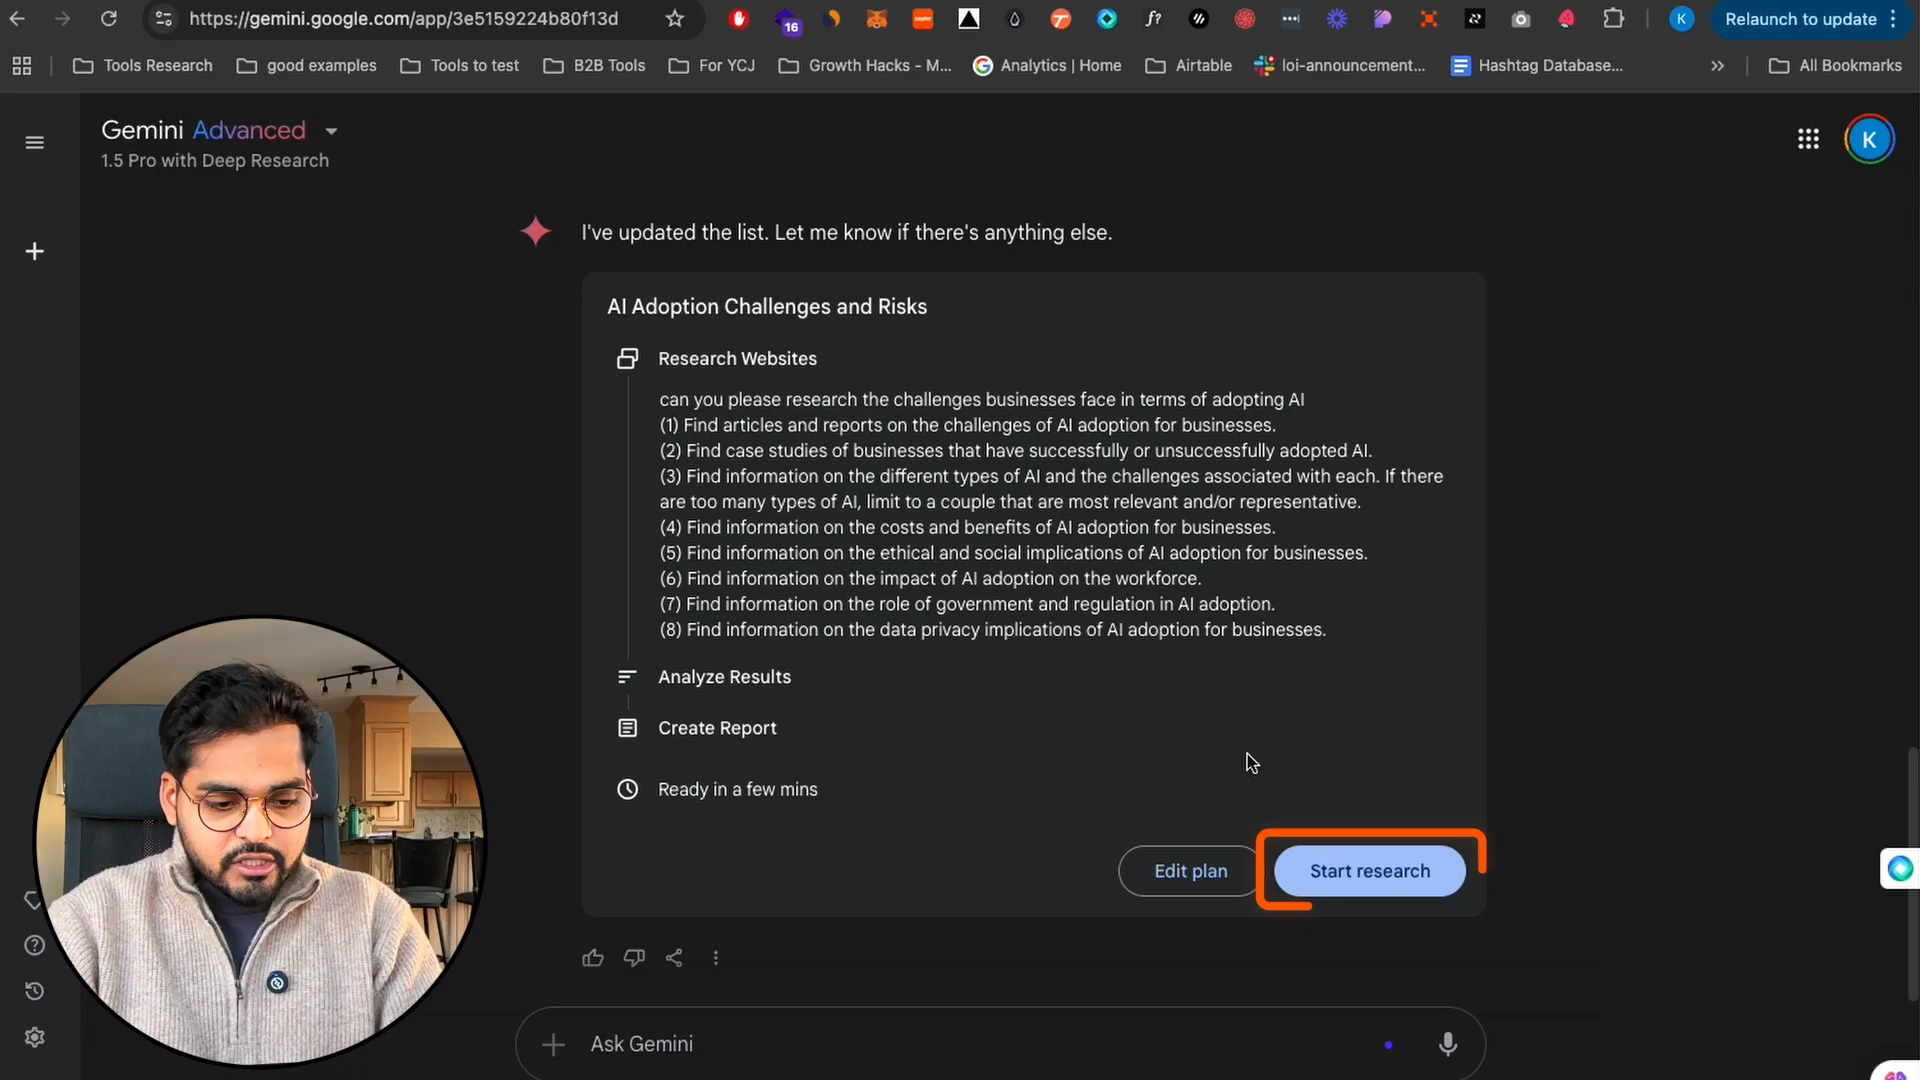 https://gemini.google.com/app/3e5159224b80f13d
16
f?
K
Relaunch to update
Tools Research
good examples
Tools to test
B2B Tools
For YCJ
Growth Hacks - M...
Analytics | Home
Airtable
loi-announcement...
Hashtag Database...
All Bookmarks
Gemini Advanced
1.5 Pro with Deep Research
K
I've updated the list. Let me know if there's anything else.
AI Adoption Challenges and Risks
Research Websites
can you please research the challenges businesses face in terms of adopting AI
(1) Find articles and reports on the challenges of AI adoption for businesses.
(2) Find case studies of businesses that have successfully or unsuccessfully adopted AI.
(3) Find information on the different types of AI and the challenges associated with each. If there
are too many types of AI, limit to a couple that are most relevant and/or representative.
(4) Find information on the costs and benefits of AI adoption for businesses.
(5) Find information on the ethical and social implications of AI adoption for businesses.
(6) Find information on the impact of AI adoption on the workforce.
(7) Find information on the role of government and regulation in AI adoption.
(8) Find information on the data privacy implications of AI adoption for businesses.
Analyze Results
Create Report
Ready in a few mins
Edit plan
Start research
Ask Gemini